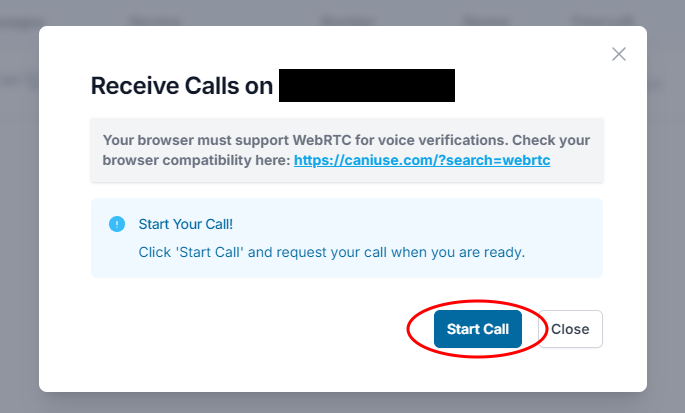 Receive Calls on
Your browser must support WebRTC for voice verifications. Check your
browser compatibility here: https://caniuse.com/?search=webrtc
Start Your Call!
Click 'Start Call' and request your call when you are ready.
Start Call
Close